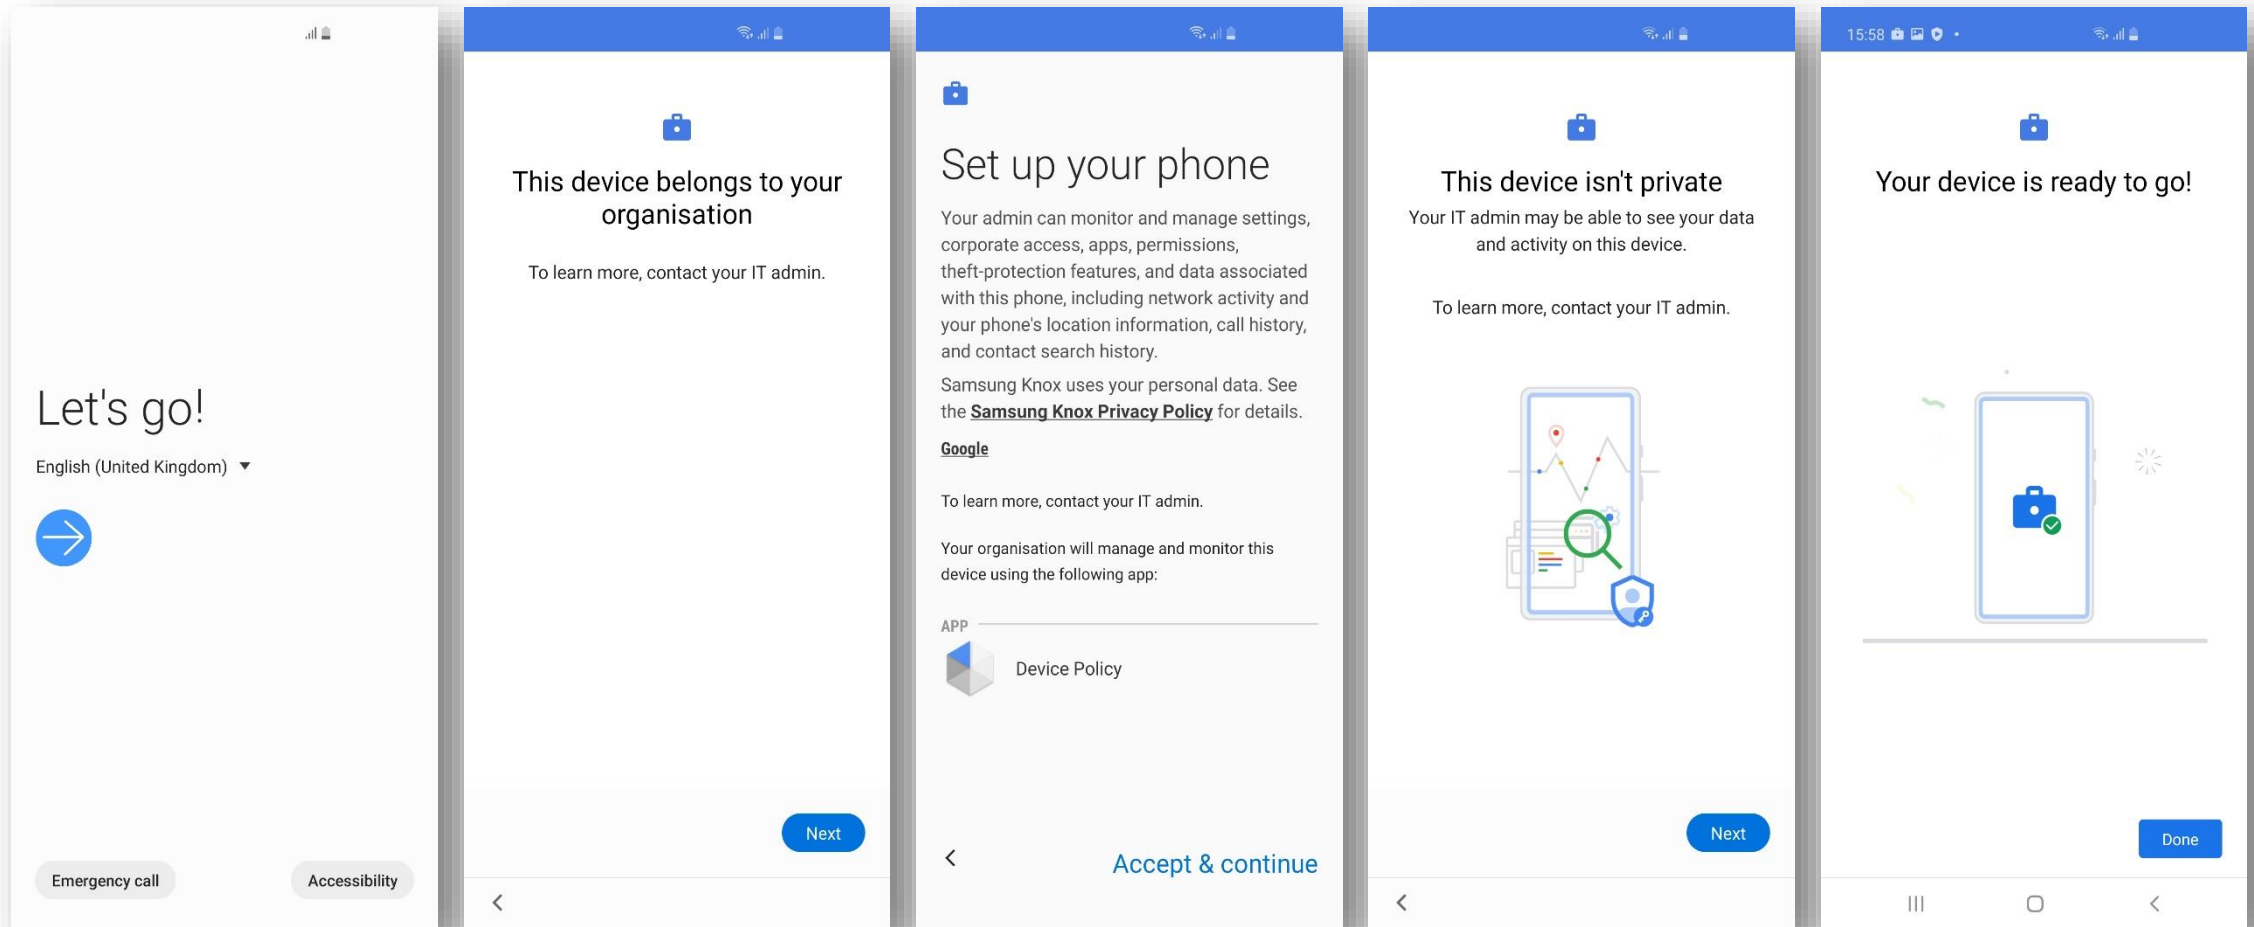 Let's go!
English (United Kingdom)
Emergency call
Accessibility
This device belongs to your
organisation
To learn more, contact your IT admin.
Next
Set up your phone
Your admin can monitor and manage settings,
corporate access, apps, permissions,
theft-protection features, and data associated
with this phone, including network activity and
your phone's location information, call history,
and contact search history.
Samsung Knox uses your personal data. See
the Samsung Knox Privacy Policy for details.
Google
To learn more, contact your IT admin.
Your organisation will manage and monitor this
device using the following app:
APP
Device Policy
Accept & continue
This device isn't private
Your IT admin may be able to see your data
and activity on this device.
To learn more, contact your IT admin.
Next
15:58
Your device is ready to go!
Done